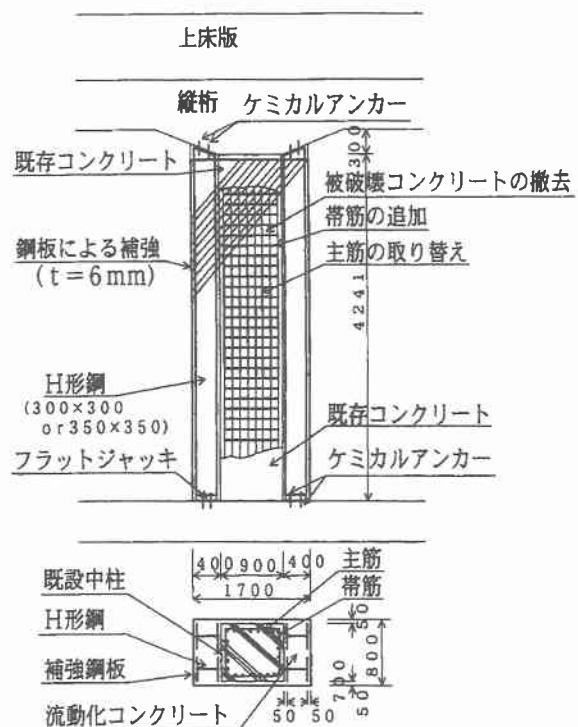 上床版
縦桁 ケミカルアンカー
既存コンクリート
300
被破壊コンクリートの撤去
帯筋の追加
鋼板による補強
(t=6mm)
主筋の取り替え
4241
H形鋼
(300×300
or350×350)
既存コンクリート
フラットジャッキ
ケミカルアンカー
400 900 400
1700
主筋
帯筋
既設中柱
H形鋼
補強鋼板
流動化コンクリート
50 50
50
700
50
800